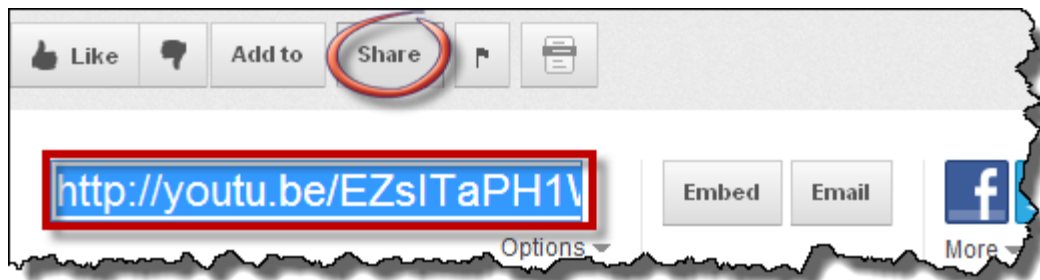 Like Add to Share
http://youtu.be/EZsITaPH1
Embed Email
f
Options
More